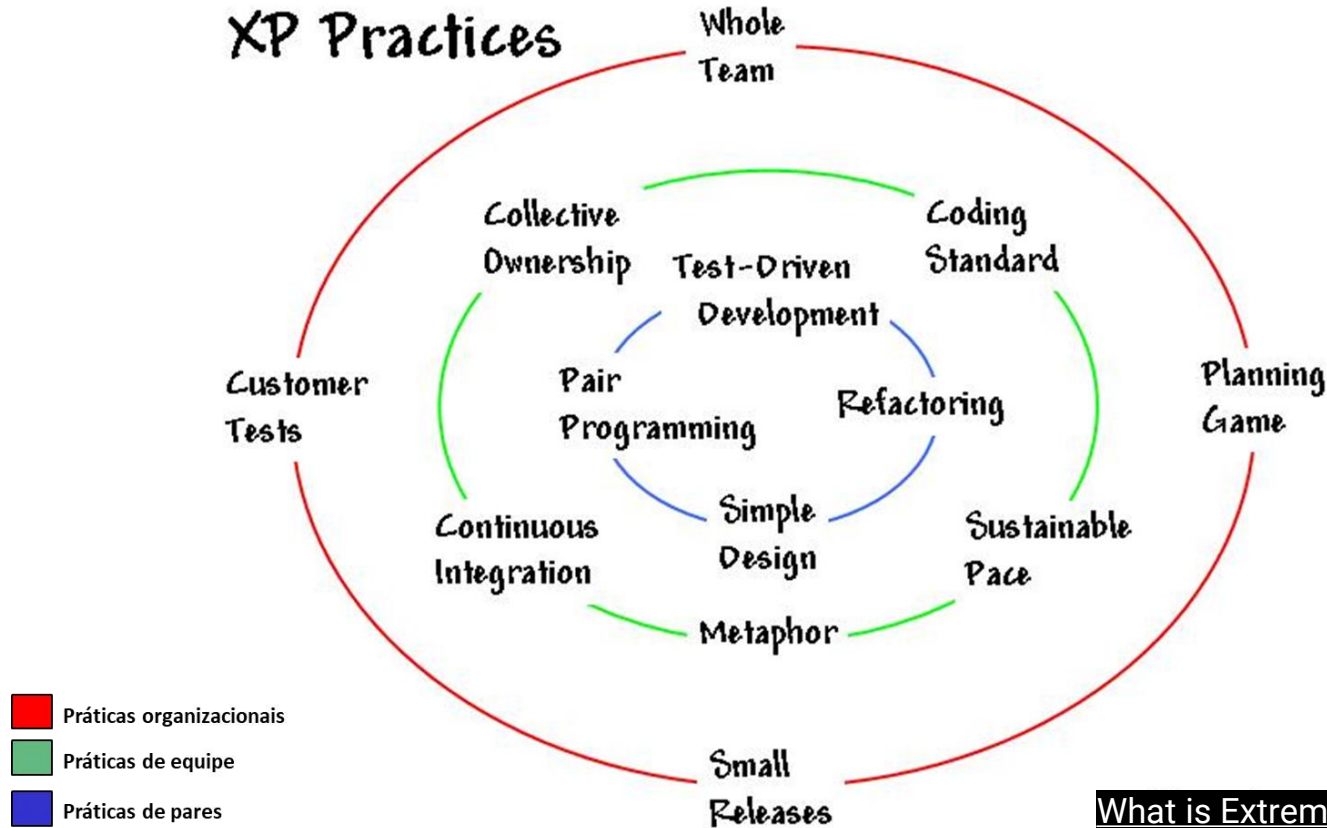 XP Practices
Whole
Team
Collective
Ownership
Coding
Standard
Test-Driven
Development
Customer
Tests
Pair
Programming
Refactoring
Planning
Game
Continuous
Integration
Simple
Design
Sustainable
Pace
Metaphor
Small
Releases
Práticas organizacionais
Práticas de equipe
Práticas de pares
What is Extrem